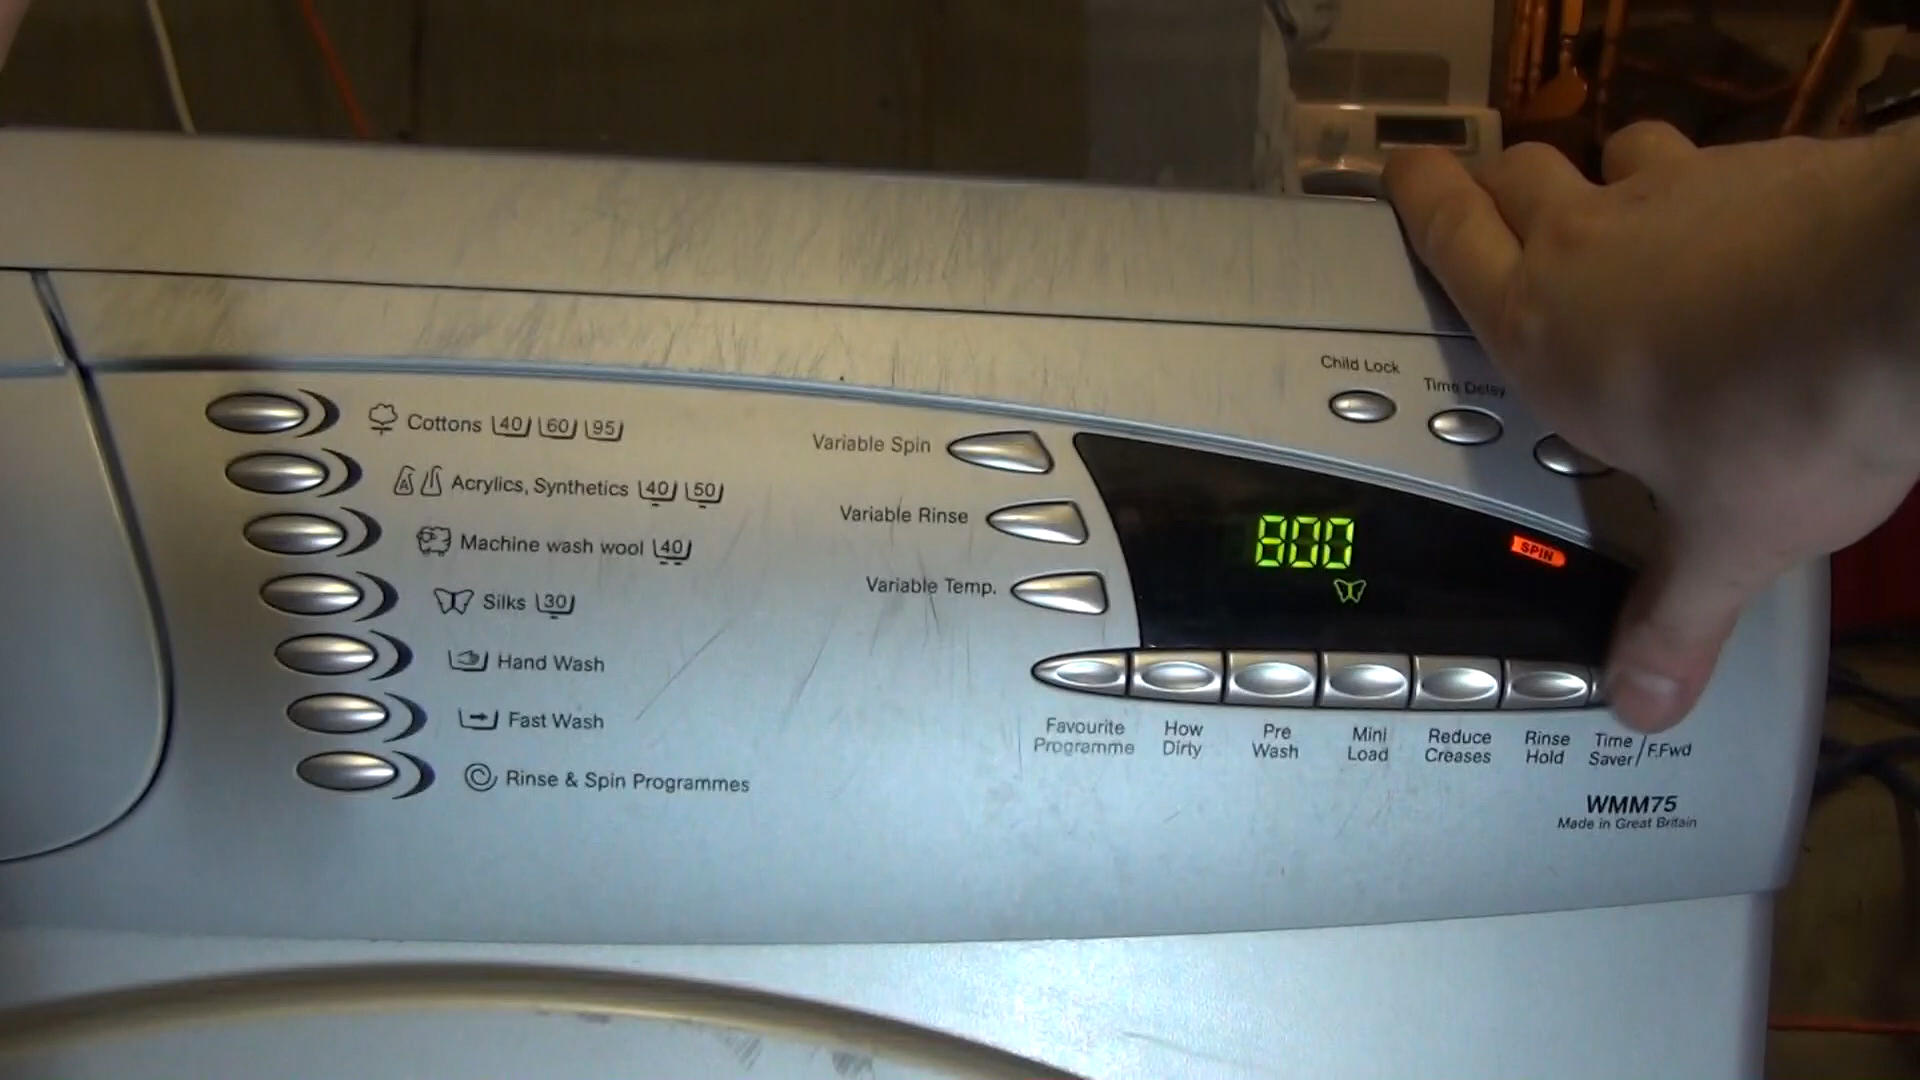 Cottons 40 60 95
Acrylics, Synthetics 40 50
Machine wash wool 40
Silks 30
Hand Wash
Fast Wash
Rinse & Spin Programmes
Variable Spin
Variable Rinse
Variable Temp.
Child Lock
Time Delay
800
SPIN
Favourite
Programme
How
Dirty
Pre
Wash
Mini
Load
Reduce
Creases
Rinse
Hold
Time
Saver/F.Fwd
WMM75
Made in Great Britain